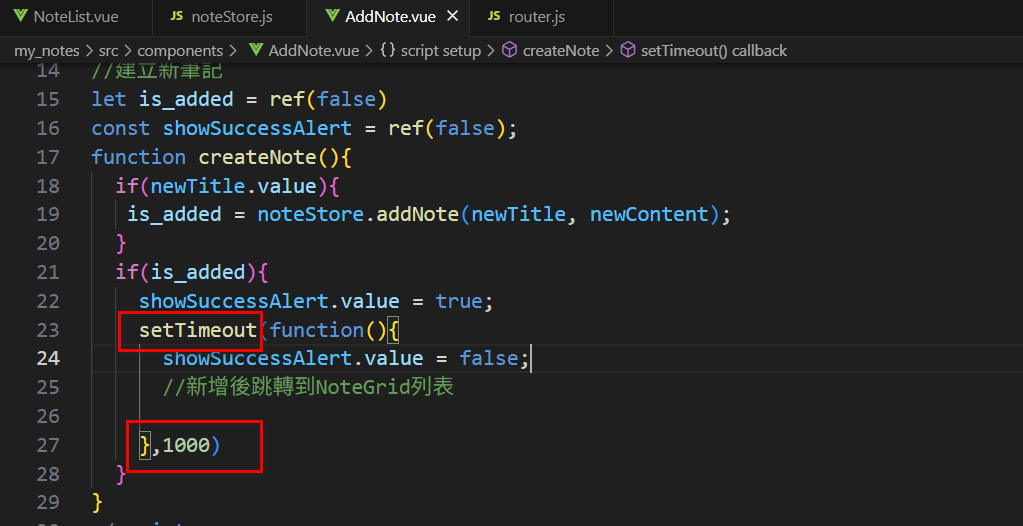 NoteList.vue JS noteStore.js AddNote.vue JS router.js
my_notes > src > components > AddNote.vue > {} script setup > createNote > setTimeout() callback
14 //建立新筆記
15 let is_added = ref(false)
16 const showSuccessAlert = ref(false);
17 function createNote(){
18 if(newTitle.value){
19 is_added = noteStore.addNote(newTitle, newContent);
20 }
21 if(is_added){
22 showSuccessAlert.value = true;
23 setTimeout(function(){
24 showSuccessAlert.value = false;
25 //新增後跳轉到NoteGrid列表
26
27 },1000)
28 }
29 }